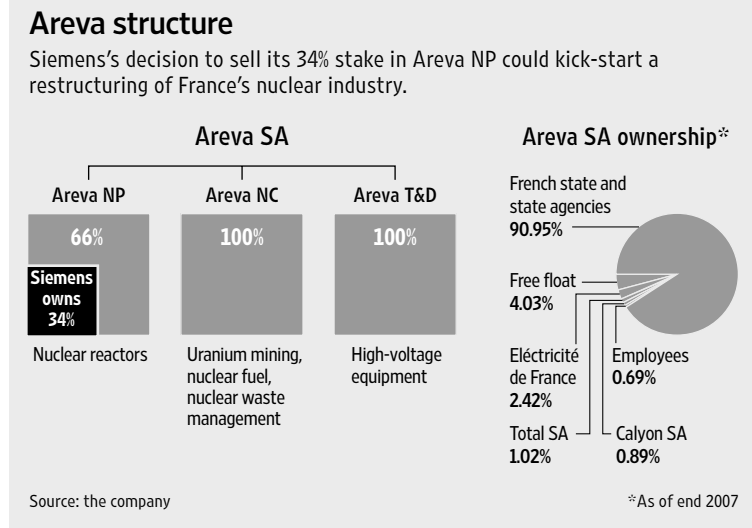 Areva structure
Siemens's decision to sell its 34% stake in Areva NP could kick-start a
restructuring of France's nuclear industry.
Areva SA
Areva NP
Areva NC
Areva T&D
66%
100%
100%
Siemens
owns
34%
Nuclear reactors
Uranium mining,
nuclear fuel,
nuclear waste
management
High-voltage
equipment
Areva SA ownership*
French state and
state agencies
90.95%
Free float
4.03%
Eléctricité
de France
2.42%
Employees
0.69%
Total SA
1.02%
Calyon SA
0.89%
Source: the company
*As of end 2007